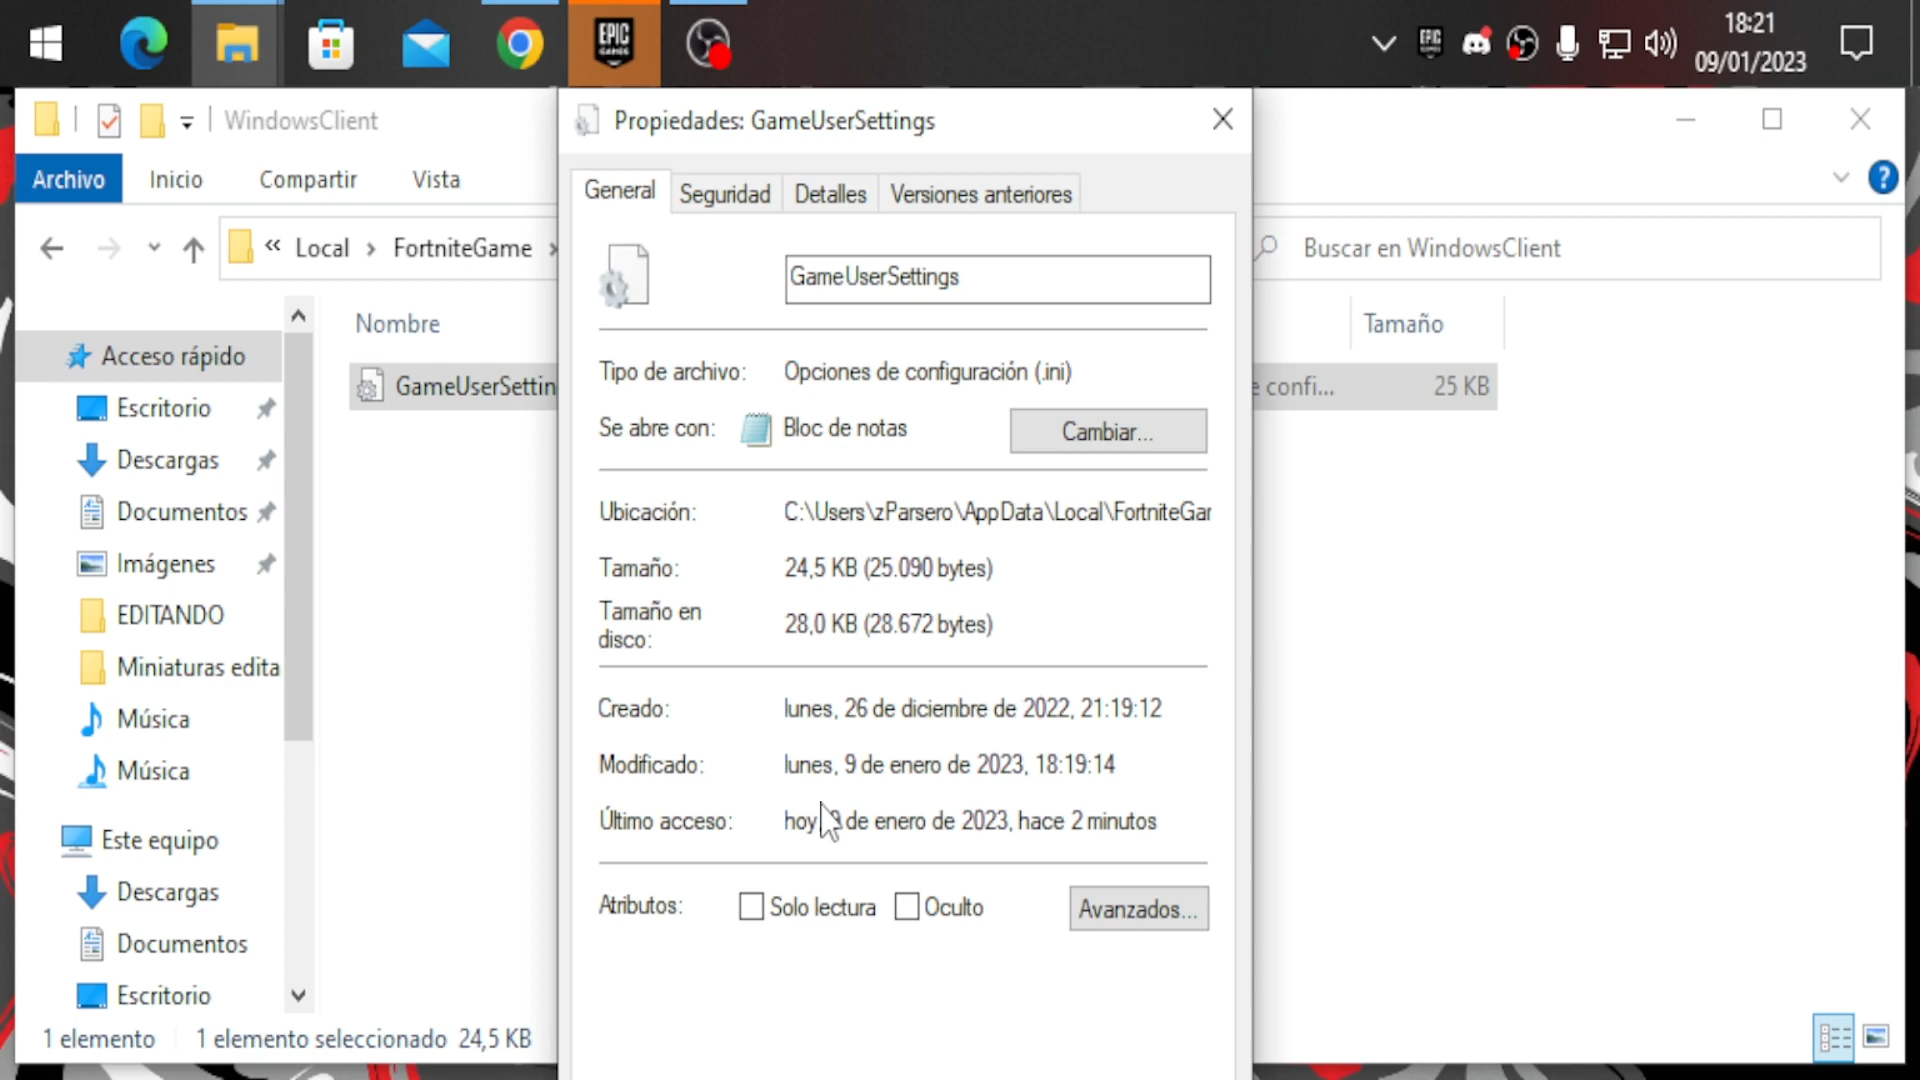 EPIC
GAMES
EPIC
GAMES
18:21
09/01/2023
WindowsClient
Archivo
Inicio
Compartir
Vista
« Local > FortniteGame >
Buscar en WindowsClient
Acceso rápido
Escritorio
Descargas
Documentos
Imágenes
EDITANDO
Miniaturas edita
Música
Música
Este equipo
Descargas
Documentos
Escritorio
Nombre
Tamaño
GameUserSettin
e confi...
25 KB
1 elemento
1 elemento seleccionado 24,5 KB
Propiedades: GameUserSettings
General
Seguridad
Detalles
Versiones anteriores
GameUserSettings
Tipo de archivo: Opciones de configuración (.ini)
Se abre con: Bloc de notas
Cambiar...
Ubicación: C:\Users\zParsero\AppData\Local\FortniteGar
Tamaño: 24,5 KB (25.090 bytes)
Tamaño en
disco: 28,0 KB (28.672 bytes)
Creado: lunes, 26 de diciembre de 2022, 21:19:12
Modificado: lunes, 9 de enero de 2023, 18:19:14
Último acceso: hoy, 9 de enero de 2023, hace 2 minutos
Atributos: Solo lectura Oculto
Avanzados...